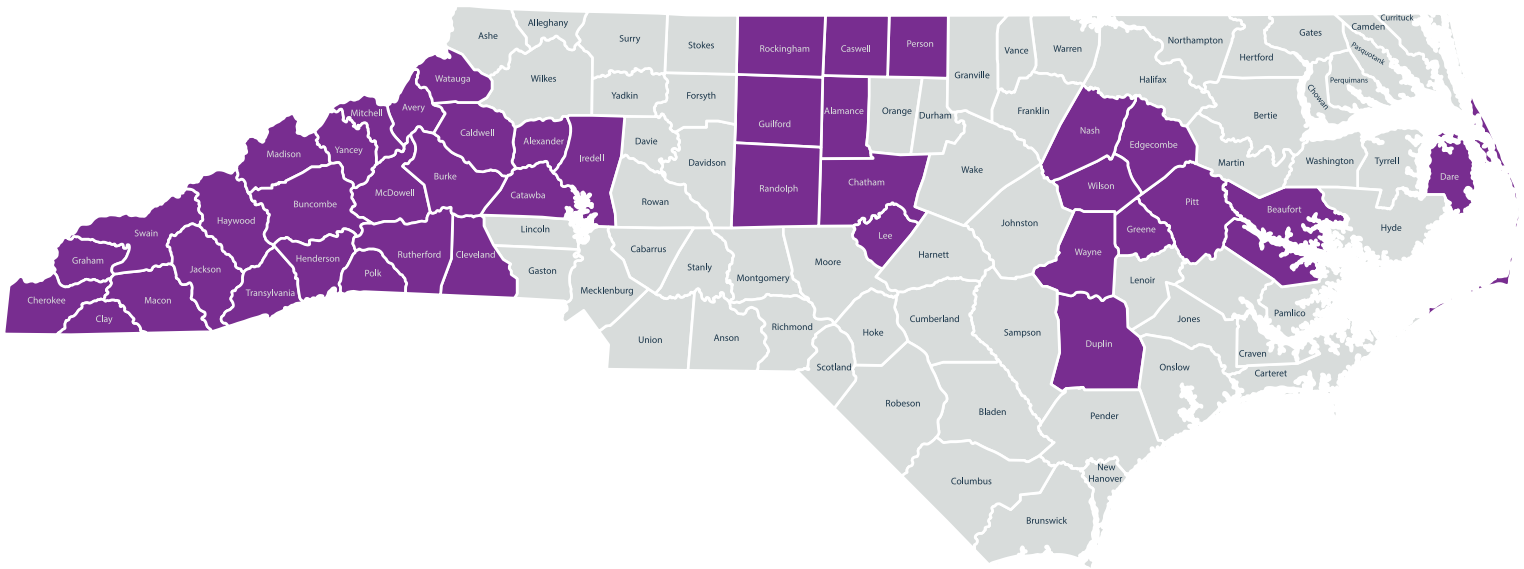 Currituck
Alleghany
Camden
Gates
Ashe
Surry
Stokes
Rockingham
Caswell
Person
Vance
Warren
Northampton
Hertford
Pasquotank
Granville
Watauga
Wilkes
Halifax
Perquimans
Chowan
Yadkin
Forsyth
Avery
Mitchell
Alamance
Orange
Durham
Franklin
Bertie
Guilford
Caldwell
Alexander
Davie
Nash
Edgecombe
Madison
Yancey
Iredell
Davidson
Martin
Washington
Tyrrell
Dare
Burke
McDowell
Catawba
Rowan
Randolph
Chatham
Wake
Wilson
Buncombe
Pitt
Beaufort
Haywood
Swain
Lincoln
Lee
Johnston
Greene
Hyde
Graham
Jackson
Henderson
Polk
Rutherford
Cleveland
Gaston
Cabarrus
Stanly
Montgomery
Moore
Harnett
Wayne
Lenoir
Cherokee
Macon
Clay
Transylvania
Mecklenburg
Pamlico
Jones
Union
Anson
Richmond
Hoke
Cumberland
Sampson
Duplin
Craven
Carteret
Onslow
Scotland
Robeson
Bladen
Pender
New
Hanover
Columbus
Brunswick